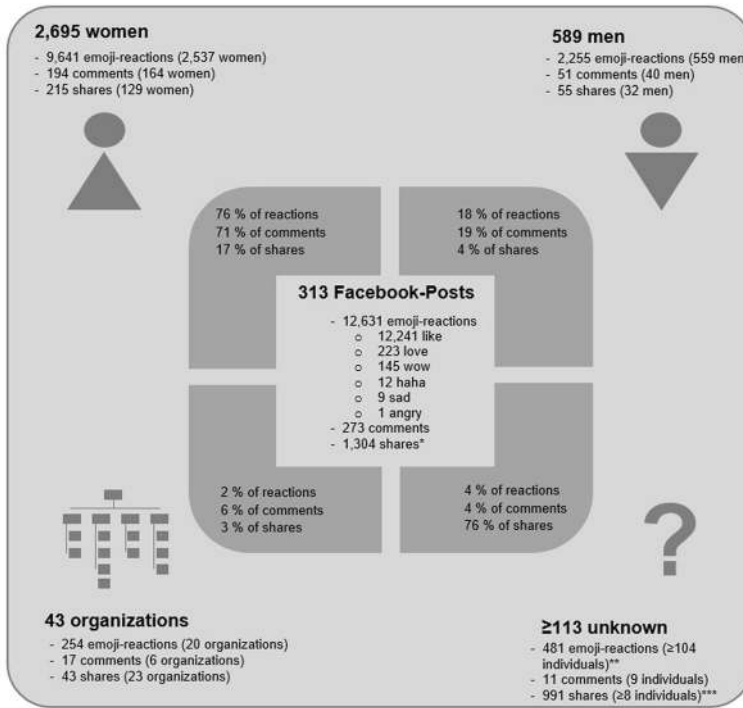 2,695 women
- 9,641 emoji-reactions (2,537 women)
- 194 comments (164 women)
- 215 shares (129 women)
589 men
- 2,255 emoji-reactions (559 men
- 51 comments (40 men)
- 55 shares (32 men)
76 % of reactions
71 % of comments
17 % of shares
18 % of reactions
19 % of comments
4 % of shares
313 Facebook-Posts
- 12,631 emoji-reactions
o 12,241 like
o 223 love
o 145 wow
o 12 haha
o 9 sad
o 1 angry
- 273 comments
- 1,304 shares*
2 % of reactions
6 % of comments
3 % of shares
4 % of reactions
4 % of comments
76 % of shares
?
43 organizations
- 254 emoji-reactions (20 organizations)
- 17 comments (6 organizations)
- 43 shares (23 organizations)
≥113 unknown
- 481 emoji-reactions (≥104
individuals)**
- 11 comments (9 individuals)
- 991 shares (≥8 individuals)***